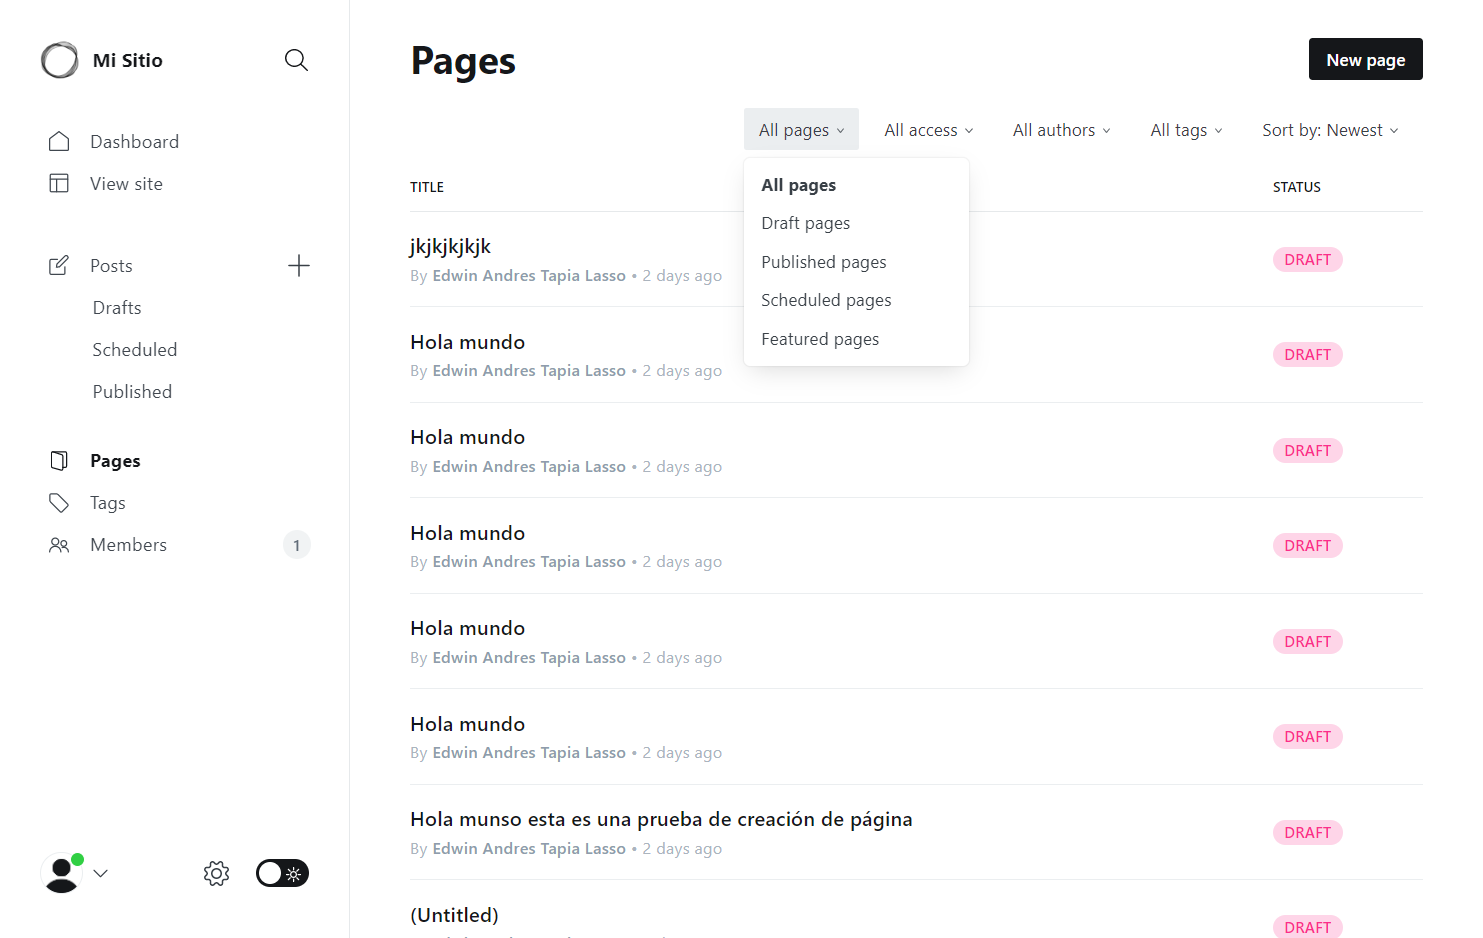 Mi Sitio
Dashboard
View site
Posts
Drafts
Scheduled
Published
Pages
Tags
Members
1
Pages
New page
All pages
All access
All authors
All tags
Sort by: Newest
All pages
Draft pages
Published pages
Scheduled pages
Featured pages
TITLE
STATUS
jkjkjkjkjk
By Edwin Andres Tapia Lasso • 2 days ago
DRAFT
Hola mundo
By Edwin Andres Tapia Lasso • 2 days ago
DRAFT
Hola mundo
By Edwin Andres Tapia Lasso • 2 days ago
DRAFT
Hola mundo
By Edwin Andres Tapia Lasso • 2 days ago
DRAFT
Hola mundo
By Edwin Andres Tapia Lasso • 2 days ago
DRAFT
Hola mundo
By Edwin Andres Tapia Lasso • 2 days ago
DRAFT
Hola munso esta es una prueba de creación de página
By Edwin Andres Tapia Lasso • 2 days ago
DRAFT
(Untitled)
DRAFT